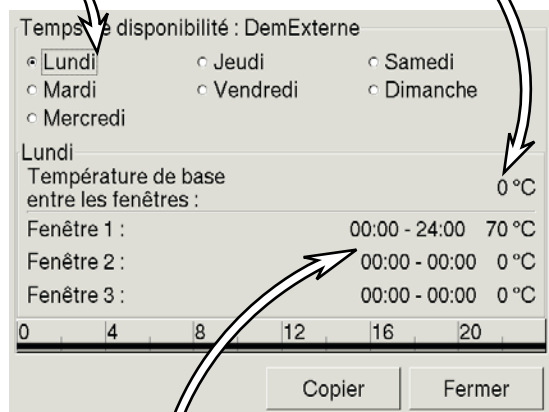 Temps de disponibilité : DemExterne
Lundi Jeudi Samedi
Mardi Vendredi Dimanche
Mercredi
Lundi
Température de base
entre les fenêtres : 0 °C
Fenêtre 1 : 00:00 - 24:00 70 °C
Fenêtre 2 : 00:00 - 00:00 0 °C
Fenêtre 3 : 00:00 - 00:00 0 °C
0 4 8 12 16 20
Copier Fermer